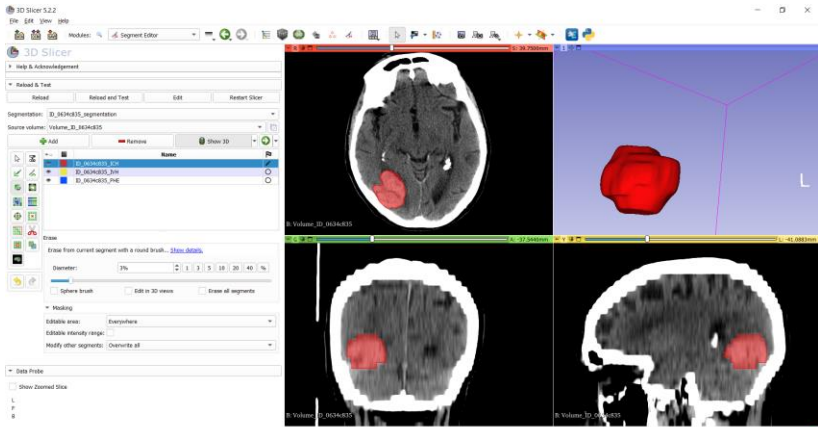 3D Slicer 5.2.2
File Edit View Help
Modules: Segment Editor
3D Slicer
Help & Acknowledgement
Reload & Test
Reload Reload and Test Edit Restart Slicer
Segmentation: ID_0634c835_segmentation
Source volume: Volume_ID_0634c835
Add Remove Show 3D
Name
ID_0634c835_ICH
ID_0634c835_IVH
ID_0634c835_PHE
Erase
Erase from current segment with a round brush... Show details.
Diameter: 3% 1 3 5 10 20 40 %
Sphere brush Edit in 3D views Erase all segments
Masking
Editable area: Everywhere
Editable intensity range:
Modify other segments: Overwrite all
Data Probe
Show Zoomed Slice
L
F
B
R S: 39.7500mm
B: Volume_ID_0634c835
1
L
G
B: Volume_ID_0634c835
Y
B: Volume_ID_0634c835